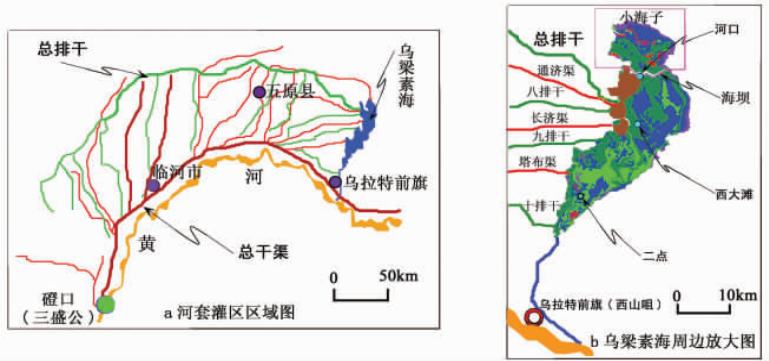 总排干
乌梁素海
五原县
临河市
河
乌拉特前旗
黄
总干渠
0 50km
磴口
(三盛公)
a 河套灌区区域图
小海子
总排干
河口
通济渠
八排干
海坝
长济渠
九排干
塔布渠
西大滩
十排干
二点
乌拉特前旗(西山咀)
0 10km
b 乌梁素海周边放大图